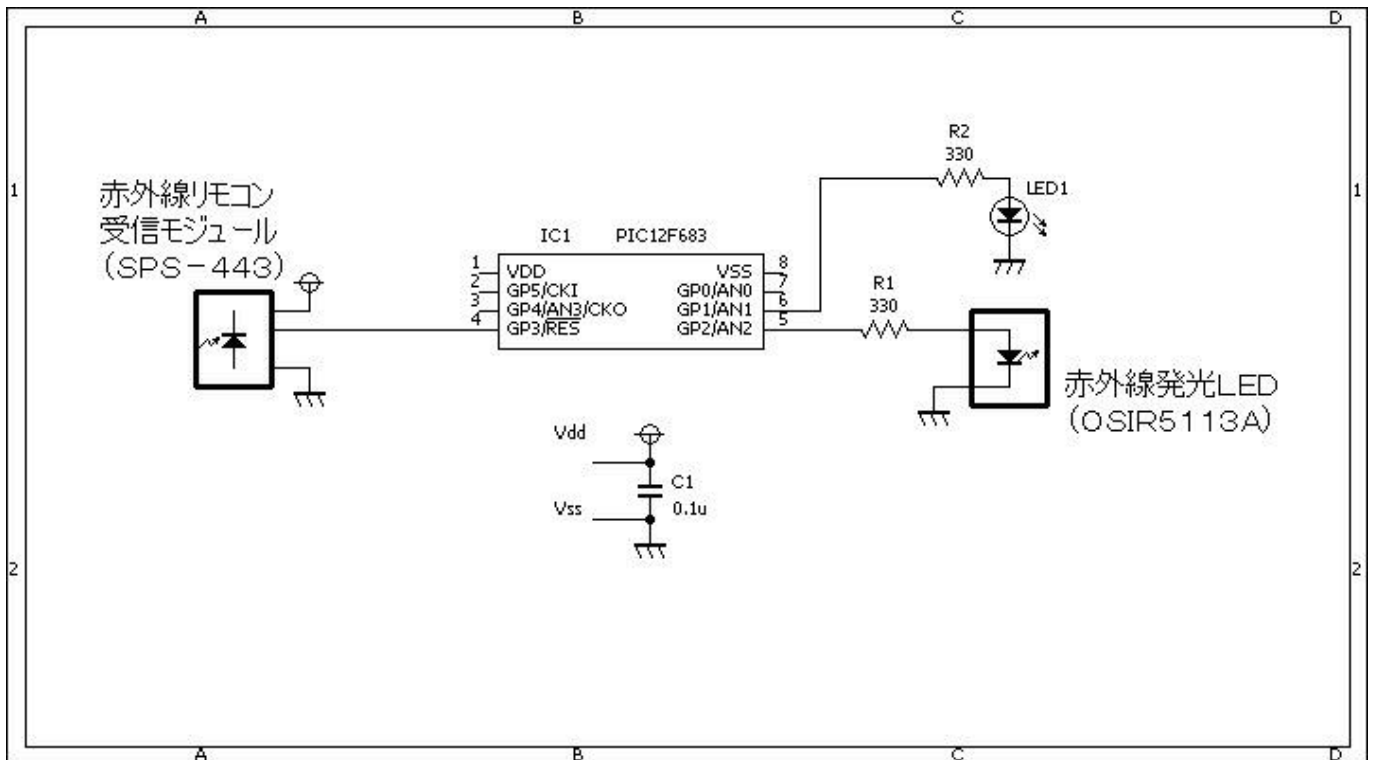 A B C D
1
1
赤外線リモコン
受信モジュール
(SPS-443)
IC1 PIC12F683
1 VDD
2 GP5/CKI
3 GP4/AN3/CKO
4 GP3/RES
VSS 8
GP0/AN0 7
GP1/AN1 6
GP2/AN2 5
R2
330
LED1
R1
330
赤外線発光LED
(OSIR5113A)
Vdd
C1
0.1u
Vss
2
2
A B C D